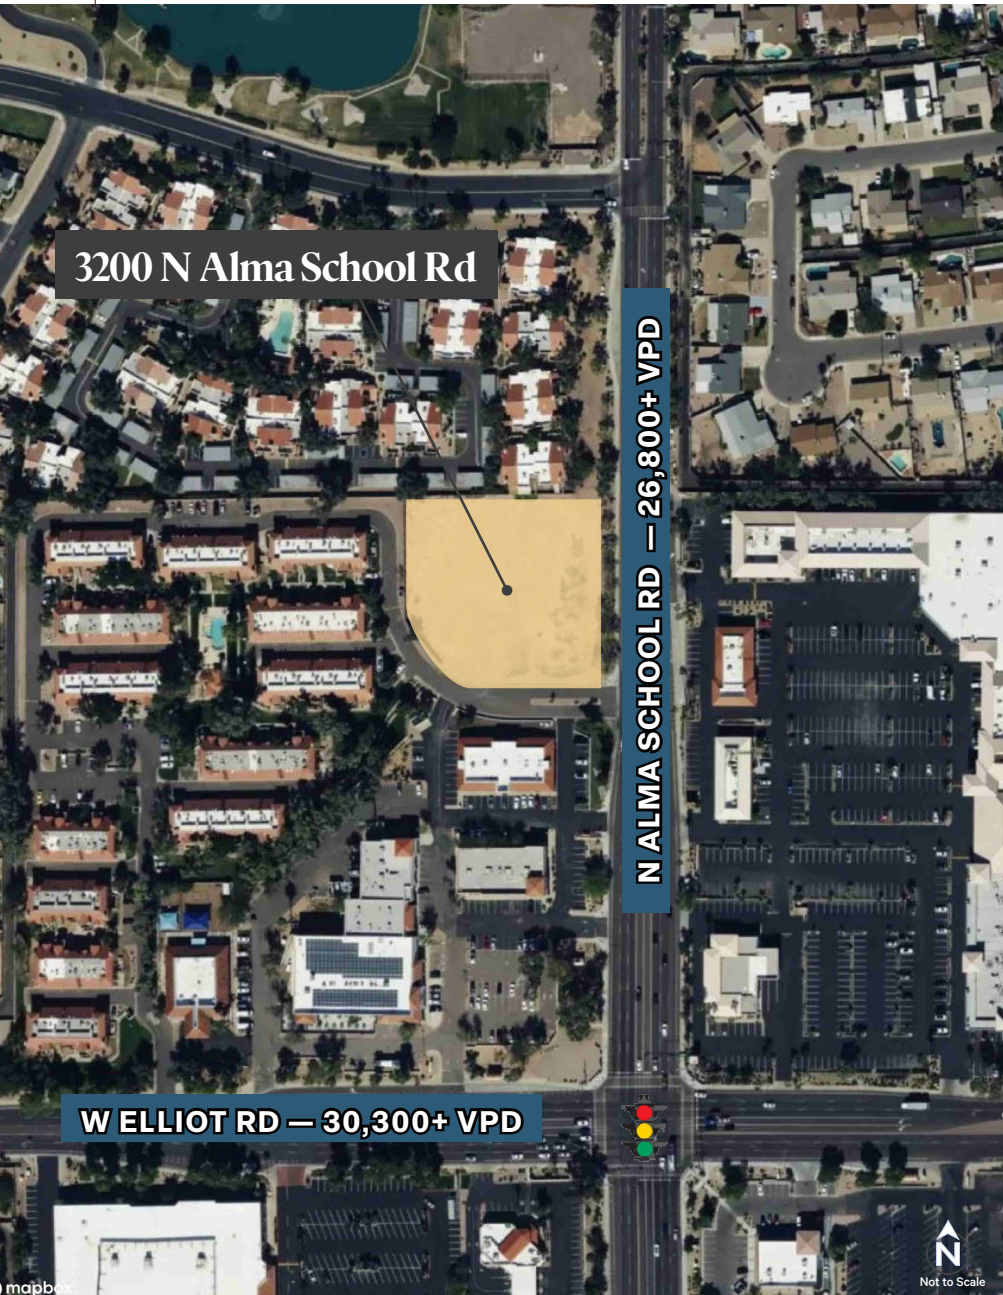 3200 N Alma School Rd
N ALMA SCHOOL RD — 26,800+ VPD
W ELLIOT RD — 30,300+ VPD
N
Not to Scale
mapbox